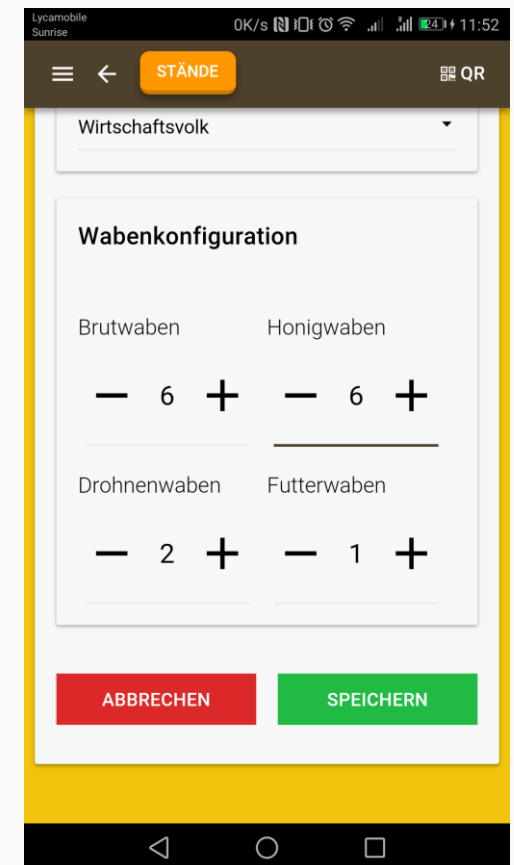 Lycamobile
Sunrise
0K/s 24 11:52
STÄNDE QR
Wirtschaftsvolk
Wabenkonfiguration
Brutwaben Honigwaben
6 6
Drohnenwaben Futterwaben
2 1
ABBRECHEN SPEICHERN